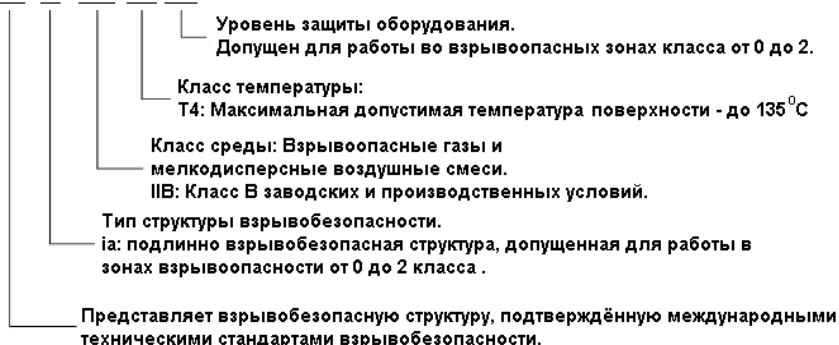 Уровень защиты оборудования.
Допущен для работы во взрывоопасных зонах класса от 0 до 2.
Класс температуры:
Т4: Максимальная допустимая температура поверхности - до 135⁰С
Класс среды: Взрывоопасные газы и
мелкодисперсные воздушные смеси.
IIB: Класс В заводских и производственных условий.
Тип структуры взрывобезопасности.
ia: подлинно взрывобезопасная структура, допущенная для работы в
зонах взрывоопасности от 0 до 2 класса .
Представляет взрывобезопасную структуру, подтверждённую международными
техническими стандартами взрывобезопасности.